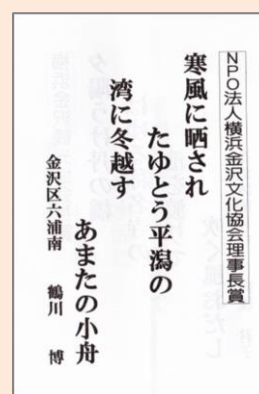 NPO法人横浜金沢文化協会理事長賞
寒風に晒され
たゆとう平潟の
湾に冬越す
あまたの小舟
金沢区六浦南　鶴川　博